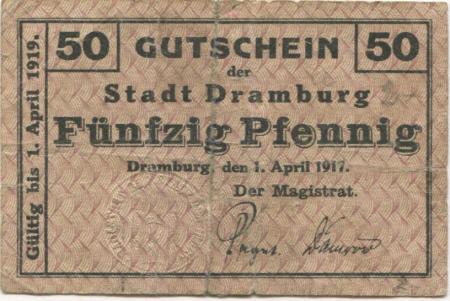 Gültig bis 1. April 1919.
50 GUTSCHEIN 50
der
Stadt Dramburg
Fünfzig Pfennig
Dramburg, den 1. April 1917.
Der Magistrat.